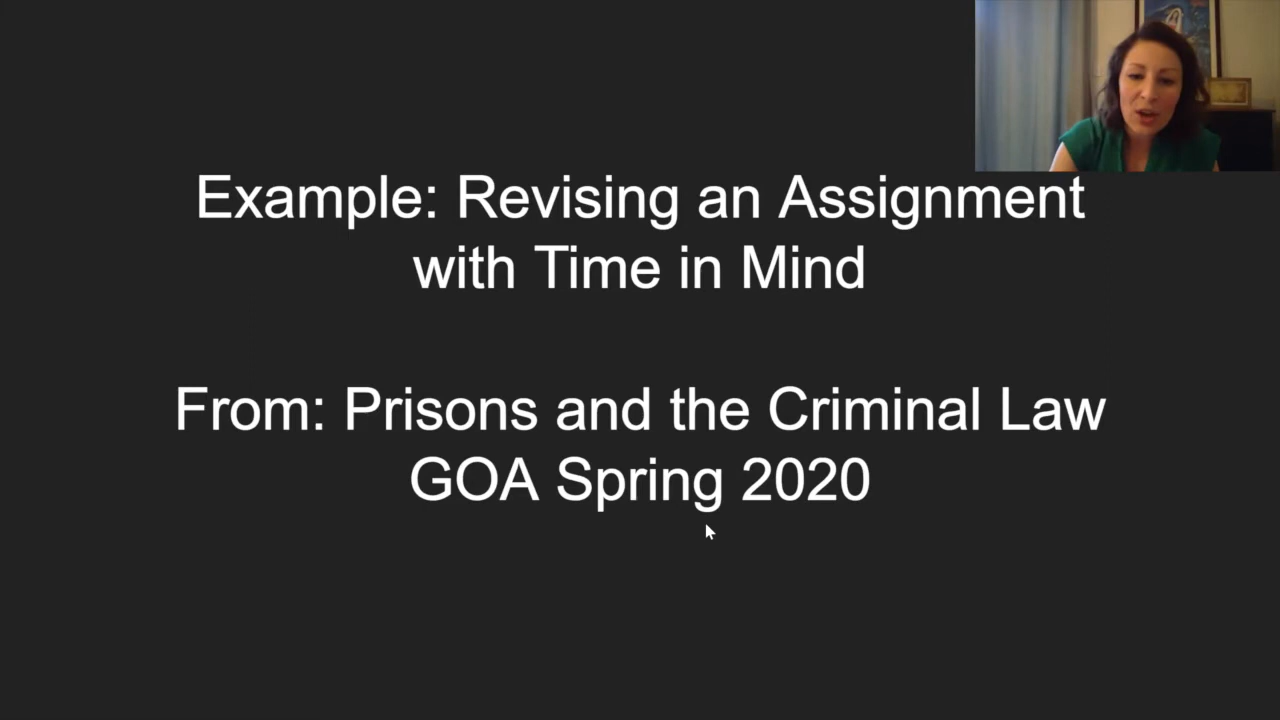 Example: Revising an Assignment
with Time in Mind
From: Prisons and the Criminal Law
GOA Spring 2020